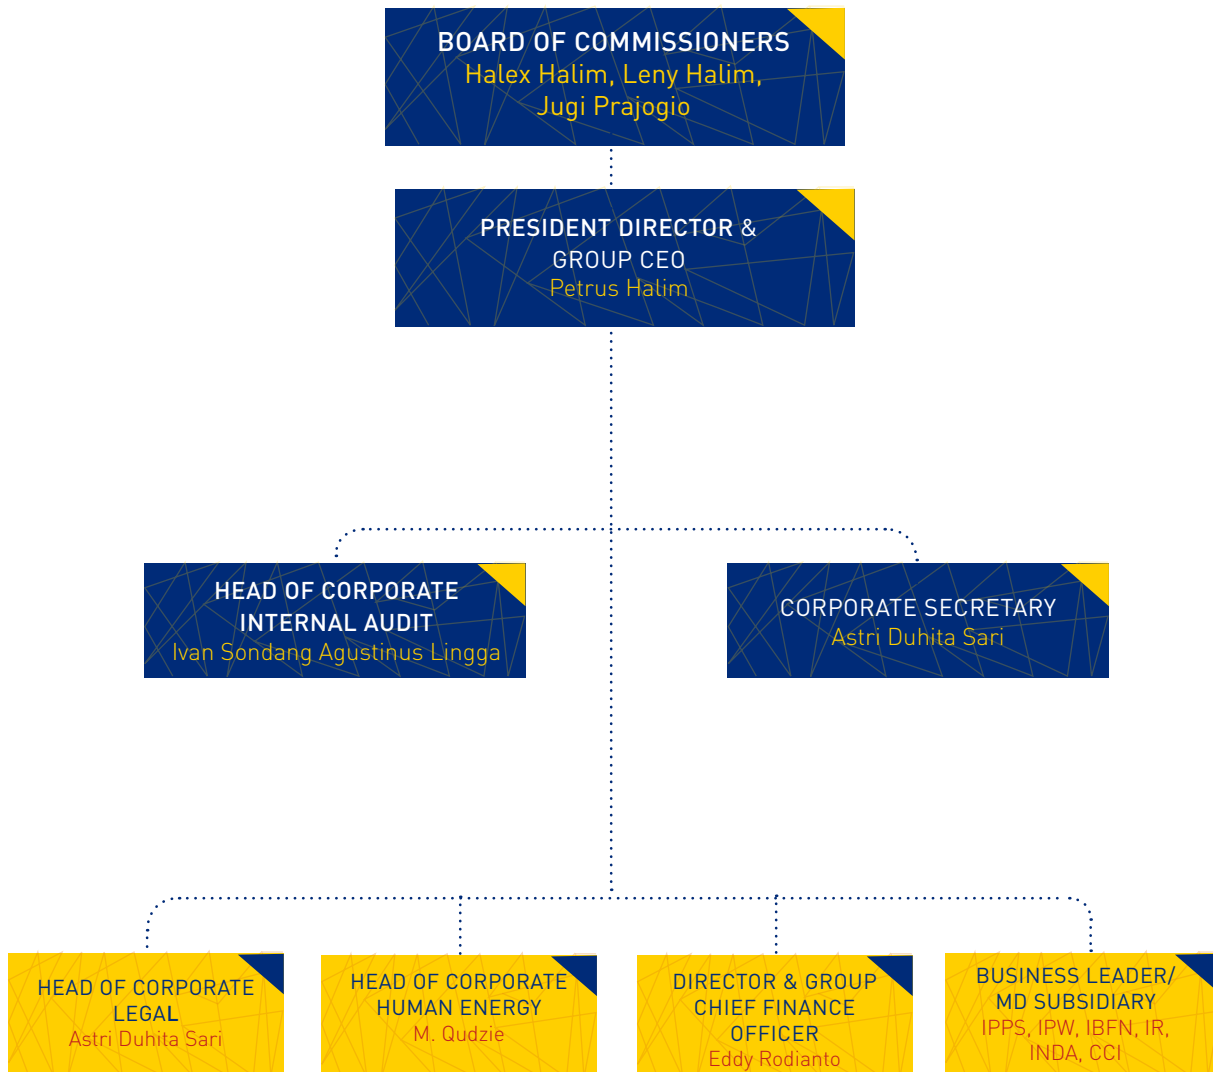 BOARD OF COMMISSIONERS
Halex Halim, Leny Halim,
Jugi Prajogio
PRESIDENT DIRECTOR &
GROUP CEO
Petrus Halim
HEAD OF CORPORATE
INTERNAL AUDIT
Ivan Sondang Agustinus Lingga
CORPORATE SECRETARY
Astri Duhita Sari
HEAD OF CORPORATE
LEGAL
Astri Duhita Sari
HEAD OF CORPORATE
HUMAN ENERGY
M. Qudzie
DIRECTOR & GROUP
CHIEF FINANCE
OFFICER
Eddy Rodianto
BUSINESS LEADER/
MD SUBSIDIARY
IPPS, IPW, IBFN, IR,
INDA, CCI